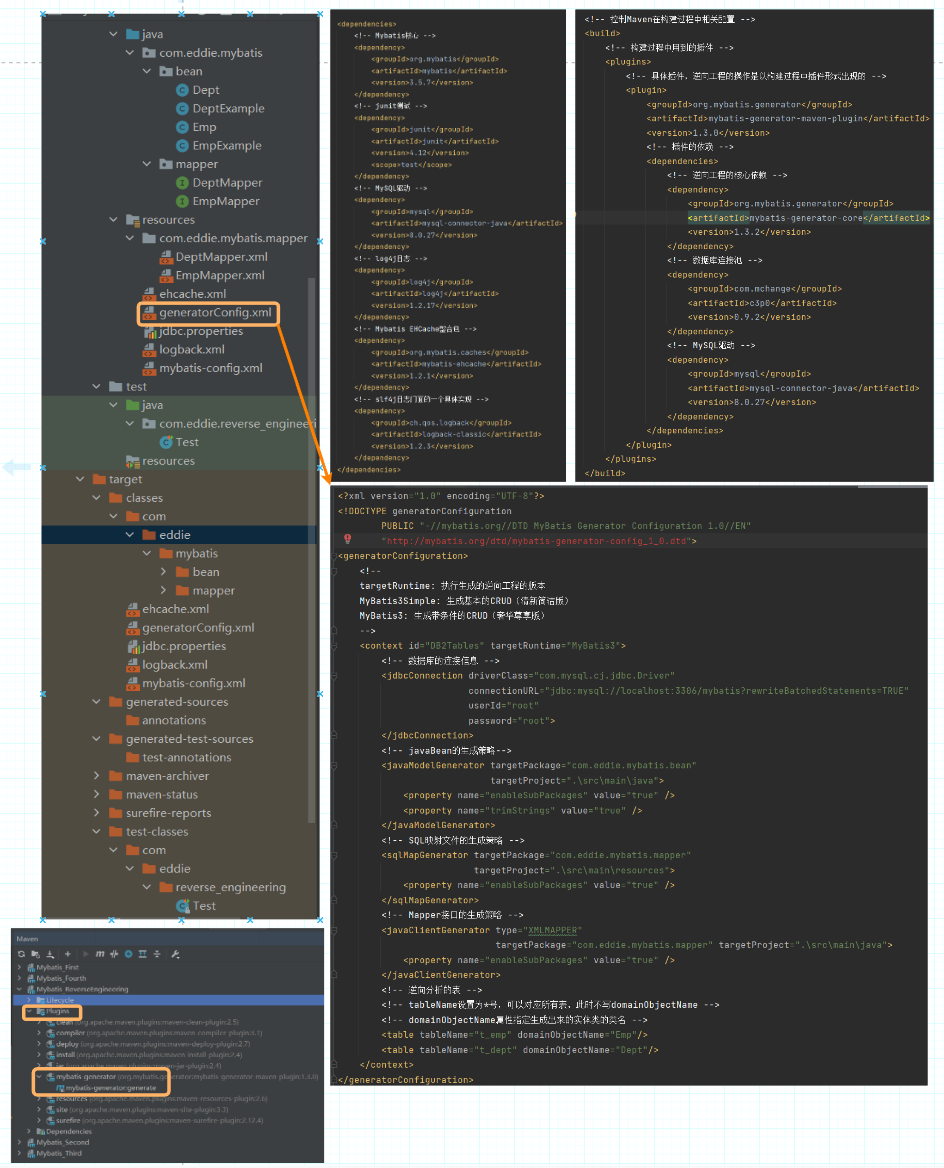 java
com.eddie.mybatis
bean
Dept
DeptExample
Emp
EmpExample
mapper
DeptMapper
EmpMapper
resources
com.eddie.mybatis.mapper
DeptMapper.xml
EmpMapper.xml
ehcache.xml
generatorConfig.xml
jdbc.properties
logback.xml
mybatis-config.xml
test
java
com.eddie.reverse_engineeri
Test
resources
target
classes
com
eddie
mybatis
bean
mapper
ehcache.xml
generatorConfig.xml
jdbc.properties
logback.xml
mybatis-config.xml
generated-sources
annotations
generated-test-sources
test-annotations
maven-archiver
maven-status
surefire-reports
test-classes
com
eddie
reverse_engineering
Test
<dependencies>
<!-- Mybatis核心 -->
<dependency>
<groupId>org.mybatis</groupId>
<artifactId>mybatis</artifactId>
<version>3.5.7</version>
</dependency>
<!-- junit测试 -->
<dependency>
<groupId>junit</groupId>
<artifactId>junit</artifactId>
<version>4.12</version>
<scope>test</scope>
</dependency>
<!-- MySQL驱动 -->
<dependency>
<groupId>mysql</groupId>
<artifactId>mysql-connector-java</artifactId>
<version>8.0.27</version>
</dependency>
<!-- log4j日志 -->
<dependency>
<groupId>log4j</groupId>
<artifactId>log4j</artifactId>
<version>1.2.17</version>
</dependency>
<!-- Mybatis EHCache整合包 -->
<dependency>
<groupId>org.mybatis.caches</groupId>
<artifactId>mybatis-ehcache</artifactId>
<version>1.2.1</version>
</dependency>
<!-- slf4j日志门面的一个具体实现 -->
<dependency>
<groupId>ch.qos.logback</groupId>
<artifactId>logback-classic</artifactId>
<version>1.2.3</version>
</dependency>
</dependencies>
<!-- 控制Maven在构建过程中相关配置 -->
<build>
<!-- 构建过程中用到的插件 -->
<plugins>
<!-- 具体插件，逆向工程的操作是以构建过程中插件形式出现的 -->
<plugin>
<groupId>org.mybatis.generator</groupId>
<artifactId>mybatis-generator-maven-plugin</artifactId>
<version>1.3.0</version>
<!-- 插件的依赖 -->
<dependencies>
<!-- 逆向工程的核心依赖 -->
<dependency>
<groupId>org.mybatis.generator</groupId>
<artifactId>mybatis-generator-core</artifactId>
<version>1.3.2</version>
</dependency>
<!-- 数据库连接池 -->
<dependency>
<groupId>com.mchange</groupId>
<artifactId>c3p0</artifactId>
<version>0.9.2</version>
</dependency>
<!-- MySQL驱动 -->
<dependency>
<groupId>mysql</groupId>
<artifactId>mysql-connector-java</artifactId>
<version>8.0.27</version>
</dependency>
</dependencies>
</plugin>
</plugins>
</build>
<?xml version="1.0" encoding="UTF-8"?>
<!DOCTYPE generatorConfiguration
PUBLIC "-//mybatis.org//DTD MyBatis Generator Configuration 1.0//EN"
"http://mybatis.org/dtd/mybatis-generator-config_1_0.dtd">
<generatorConfiguration>
<!--
targetRuntime: 执行生成的逆向工程的版本
MyBatis3Simple: 生成基本的CRUD（清新简洁版）
MyBatis3: 生成带条件的CRUD（奢华尊享版）
-->
<context id="DB2Tables" targetRuntime="MyBatis3">
<!-- 数据库的连接信息 -->
<jdbcConnection driverClass="com.mysql.cj.jdbc.Driver"
connectionURL="jdbc:mysql://localhost:3306/mybatis?rewriteBatchedStatements=TRUE"
userId="root"
password="root">
</jdbcConnection>
<!-- javaBean的生成策略-->
<javaModelGenerator targetPackage="com.eddie.mybatis.bean"
targetProject=".\src\main\java">
<property name="enableSubPackages" value="true" />
<property name="trimStrings" value="true" />
</javaModelGenerator>
<!-- SQL映射文件的生成策略 -->
<sqlMapGenerator targetPackage="com.eddie.mybatis.mapper"
targetProject=".\src\main\resources">
<property name="enableSubPackages" value="true" />
</sqlMapGenerator>
<!-- Mapper接口的生成策略 -->
<javaClientGenerator type="XMLMAPPER"
targetPackage="com.eddie.mybatis.mapper" targetProject=".\src\main\java">
<property name="enableSubPackages" value="true" />
</javaClientGenerator>
<!-- 逆向分析的表 -->
<!-- tableName设置为*号，可以对应所有表，此时不写domainObjectName -->
<!-- domainObjectName属性指定生成出来的实体类的类名 -->
<table tableName="t_emp" domainObjectName="Emp"/>
<table tableName="t_dept" domainObjectName="Dept"/>
</context>
</generatorConfiguration>
Maven
Mybatis_First
Mybatis_Fourth
Mybatis_ReverseEngineering
Lifecycle
Plugins
clean (org.apache.maven.plugins:maven-clean-plugin:2.5)
compiler (org.apache.maven.plugins:maven-compiler-plugin:3.1)
deploy (org.apache.maven.plugins:maven-deploy-plugin:2.7)
install (org.apache.maven.plugins:maven-install-plugin:2.4)
jar (org.apache.maven.plugins:maven-jar-plugin:2.4)
mybatis-generator (org.mybatis.generator:mybatis-generator-maven-plugin:1.3.0)
mybatis-generator:generate
resources (org.apache.maven.plugins:maven-resources-plugin:2.6)
site (org.apache.maven.plugins:maven-site-plugin:3.3)
surefire (org.apache.maven.plugins:maven-surefire-plugin:2.12.4)
Dependencies
Mybatis_Second
Mybatis_Third